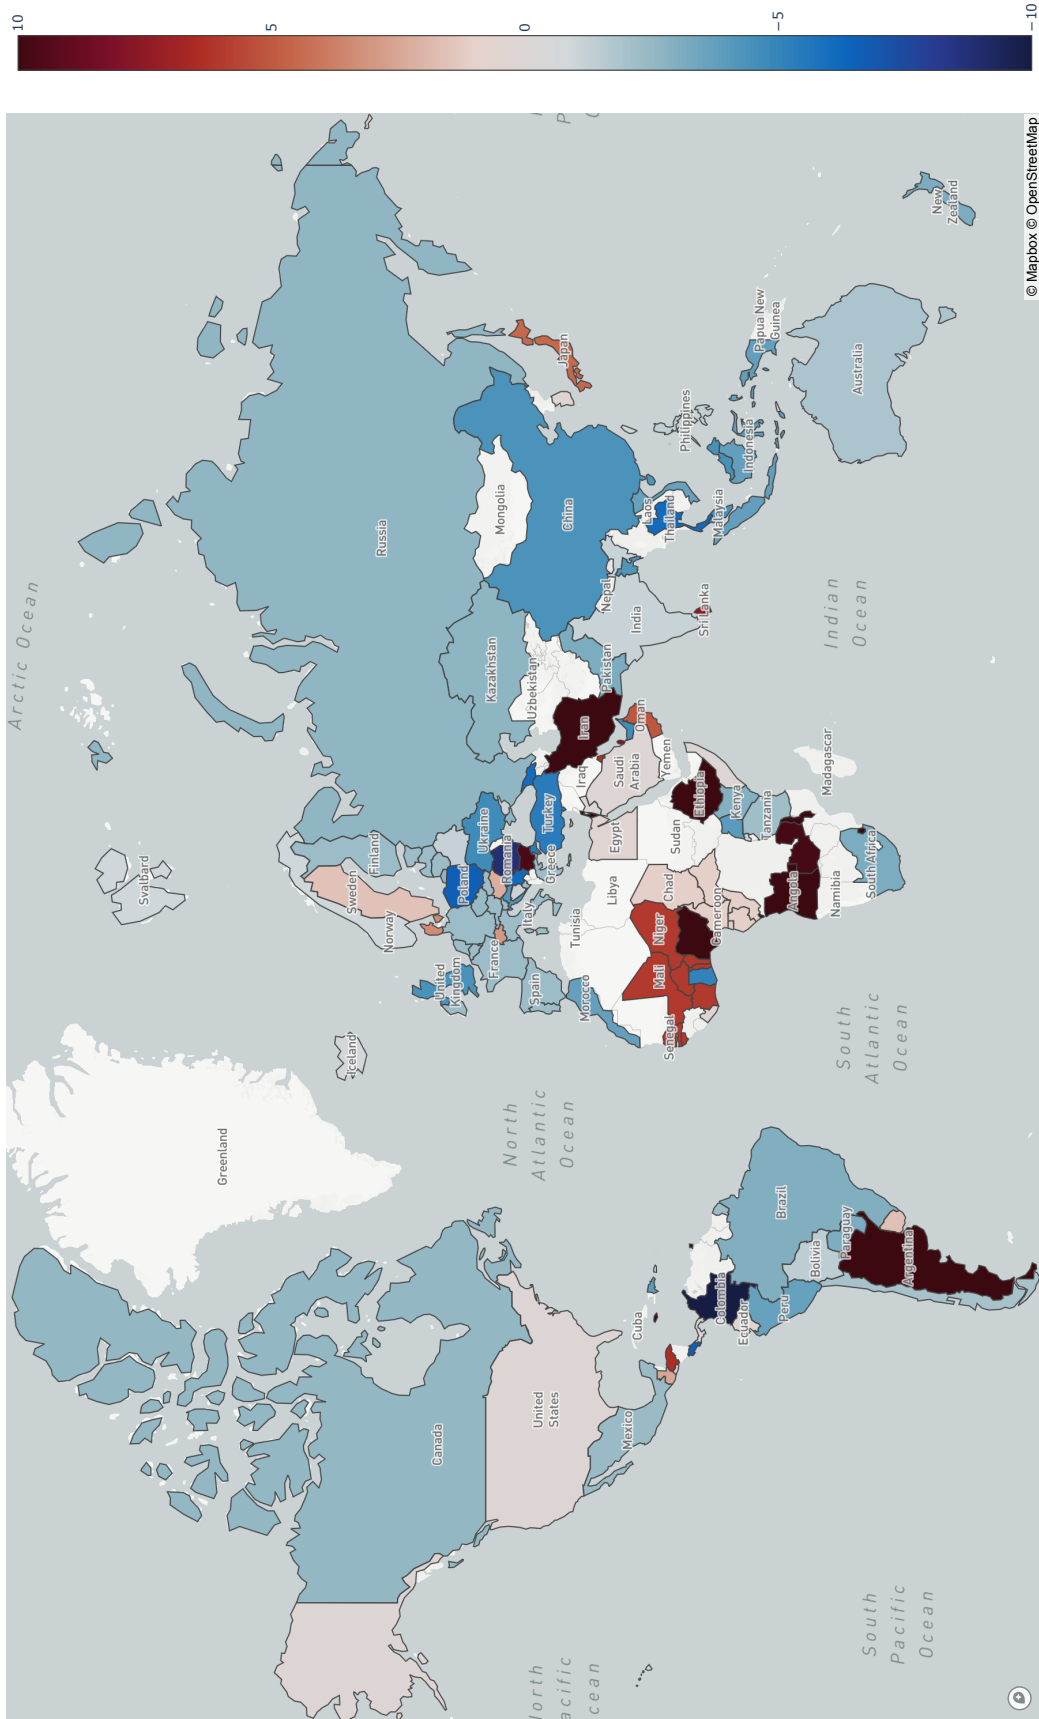 10
5
0
−5
−10
Arctic Ocean
Svalbard
Greenland
Iceland
Russia
Finland
Sweden
Norway
Canada
United
Kingdom
Poland
Ukraine
Kazakhstan
Mongolia
France
Romania
Italy
Spain
Greece
Turkey
Uzbekistan
China
Japan
North
Atlantic
Ocean
United
States
Tunisia
Morocco
Iraq
Iran
Pakistan
Nepal
Libya
Egypt
Saudi
Arabia
Oman
India
Laos
Mexico
Cuba
Senegal
Mali
Niger
Chad
Sudan
Yemen
Thailand
Philippines
Sri Lanka
Ethiopia
Cameroon
Kenya
Malaysia
Indonesia
Papua New
Guinea
Colombia
Ecuador
Peru
Brazil
Bolivia
Paraguay
Argentina
Tanzania
Angola
Madagascar
Namibia
South Africa
Indian
Ocean
Australia
New
Zealand
South
Atlantic
Ocean
South
Pacific
Ocean
© Mapbox © OpenStreetMap